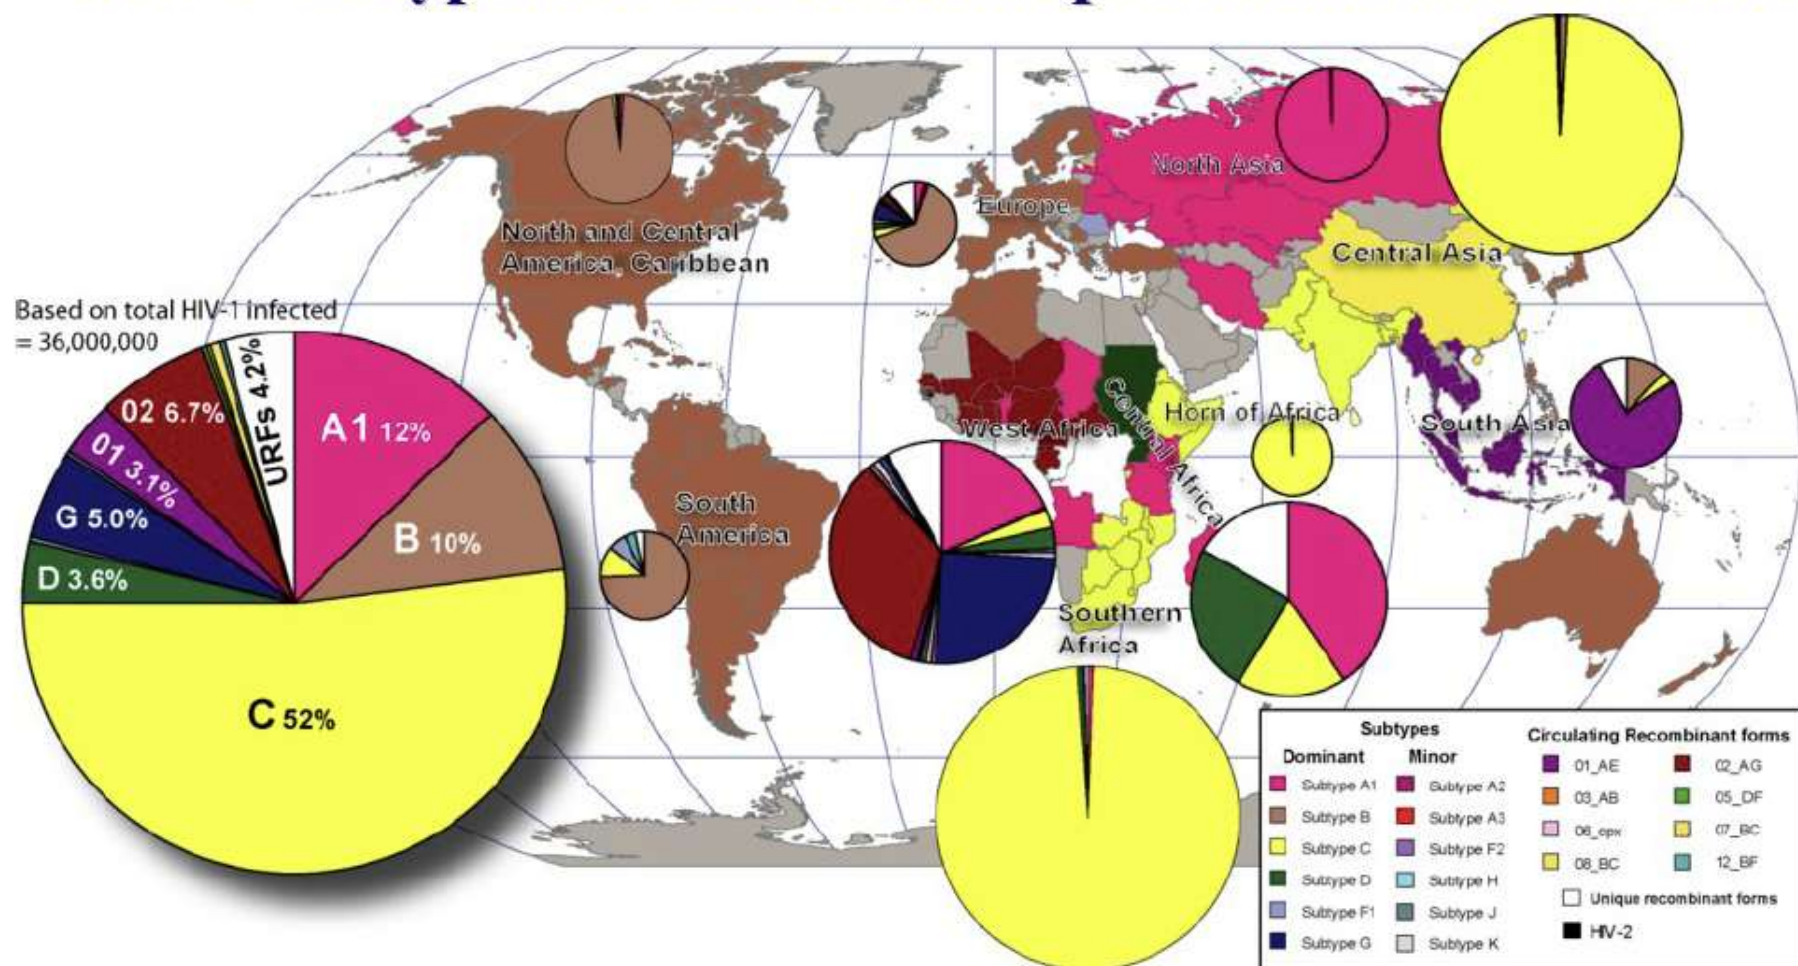 North and Central
America, Caribbean
Europe
North Asia
Central Asia
Based on total HIV-1 infected
= 36,000,000
A1 12%
B 10%
C 52%
D 3.6%
G 5.0%
01 3.1%
02 6.7%
URFs 4.2%
West Africa
Central Africa
Horn of Africa
South Asia
South
America
Southern
Africa
Subtypes
Dominant
Minor
Subtype A1
Subtype A2
Subtype B
Subtype A3
Subtype C
Subtype F2
Subtype D
Subtype H
Subtype F1
Subtype J
Subtype G
Subtype K
Circulating Recombinant forms
01_AE
02_AG
03_AB
05_DF
06_cpx
07_BC
08_BC
12_BF
Unique recombinant forms
HIV-2